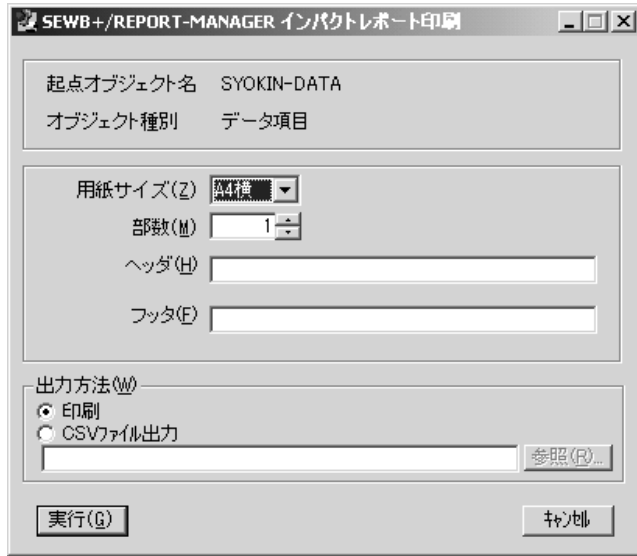 SEWB+/REPORT-MANAGER インパクトレポート印刷
起点オブジェクト名 SYOKIN-DATA
オブジェクト種別 データ項目
用紙サイズ(Z) A4横
部数(M) 1
ヘッダ(H)
フッタ(F)
出力方法(W)
印刷
CSVファイル出力
参照(R)...
実行(G) キャンセル